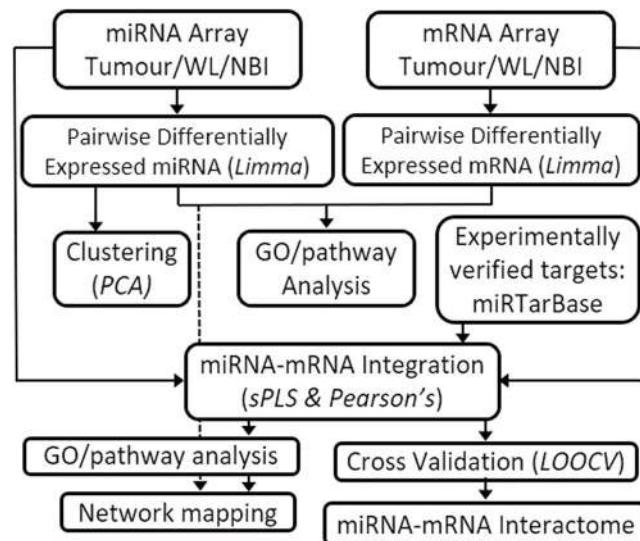 miRNA Array
Tumour/WL/NBI
mRNA Array
Tumour/WL/NBI
Pairwise Differentially
Expressed miRNA (Limma)
Pairwise Differentially
Expressed mRNA (Limma)
Clustering
(PCA)
GO/pathway
Analysis
Experimentally
verified targets:
miRTarBase
miRNA-mRNA Integration
(sPLS & Pearson's)
GO/pathway analysis
Cross Validation (LOOCV)
Network mapping
miRNA-mRNA Interactome